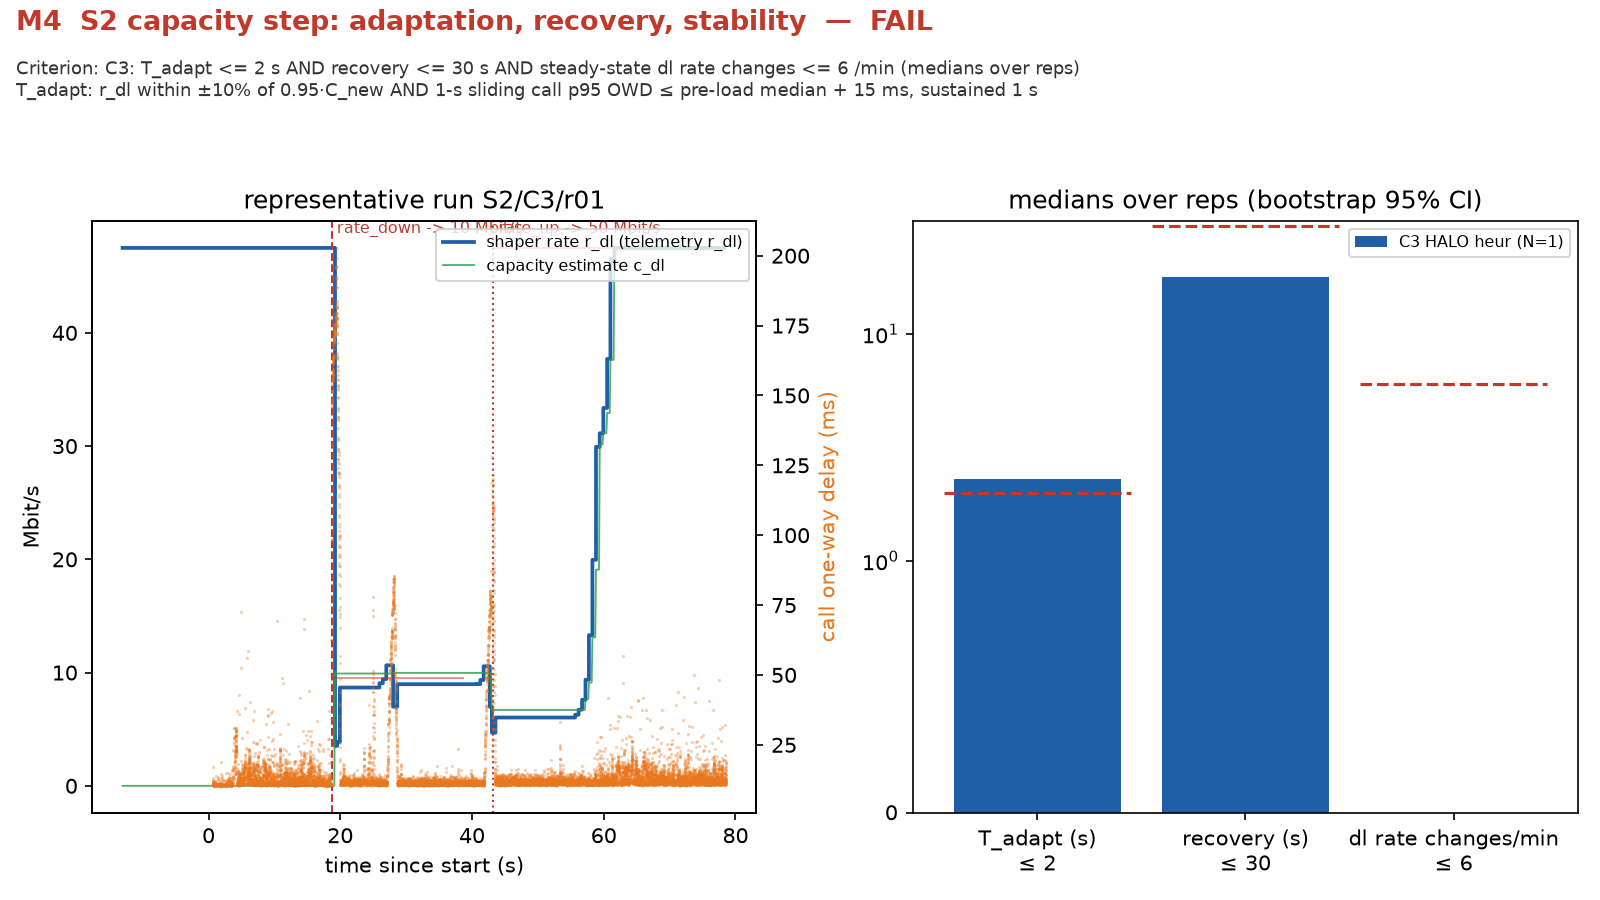 M4  S2 capacity step: adaptation, recovery, stability  —  FAIL
Criterion: C3: T_adapt <= 2 s AND recovery <= 30 s AND steady-state dl rate changes <= 6 /min (medians over reps)
T_adapt: r_dl within ±10% of 0.95·C_new AND 1-s sliding call p95 OWD ≤ pre-load median + 15 ms, sustained 1 s
representative run S2/C3/r01
rate_down -> 10 Mbit/s
rate_up -> 50 Mbit/s
shaper rate r_dl (telemetry r_dl)
capacity estimate c_dl
Mbit/s
40
30
20
10
0
200
175
150
125
100
75
50
25
call one-way delay (ms)
0
20
40
60
80
time since start (s)
medians over reps (bootstrap 95% CI)
C3 HALO heur (N=1)
10¹
10⁰
0
T_adapt (s)
≤ 2
recovery (s)
≤ 30
dl rate changes/min
≤ 6